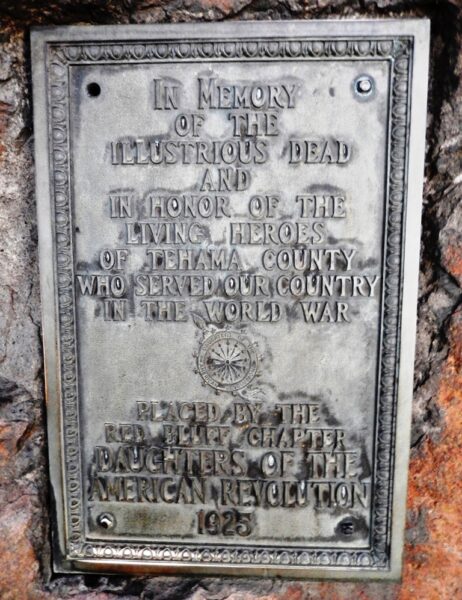 IN MEMORY
OF THE
ILLUSTRIOUS DEAD
AND
IN HONOR OF THE
LIVING HEROES
OF TEHAMA COUNTY
WHO SERVED OUR COUNTRY
IN THE WORLD WAR
PLACED BY THE
RED BLUFF CHAPTER
DAUGHTERS OF THE
AMERICAN REVOLUTION
1925